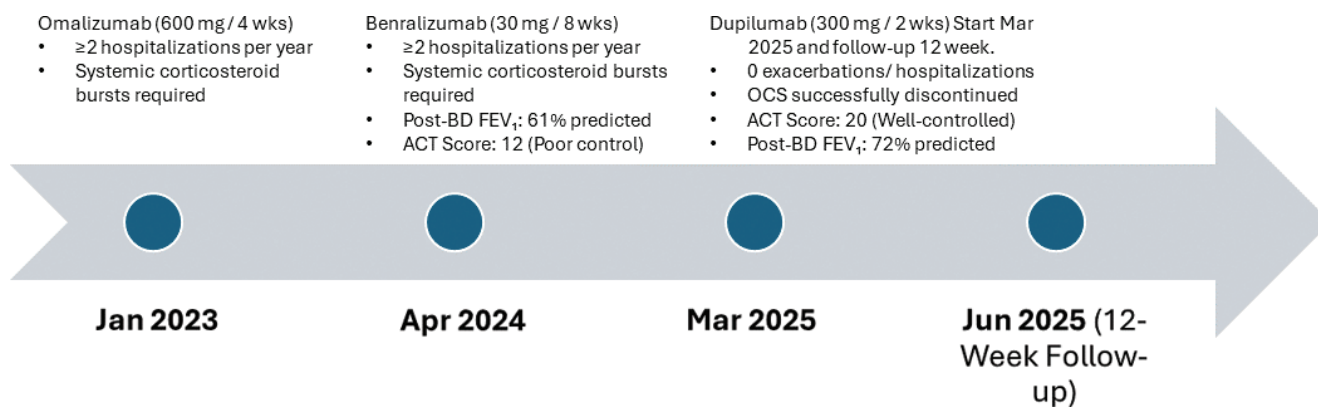 Omalizumab (600 mg / 4 wks)
• ≥2 hospitalizations per year
• Systemic corticosteroid
bursts required
Benralizumab (30 mg / 8 wks)
• ≥2 hospitalizations per year
• Systemic corticosteroid bursts
required
• Post-BD FEV₁: 61% predicted
• ACT Score: 12 (Poor control)
Dupilumab (300 mg / 2 wks) Start Mar
2025 and follow-up 12 week.
• 0 exacerbations/ hospitalizations
• OCS successfully discontinued
• ACT Score: 20 (Well-controlled)
• Post-BD FEV₁: 72% predicted
Jan 2023
Apr 2024
Mar 2025
Jun 2025 (12-
Week Follow-
up)